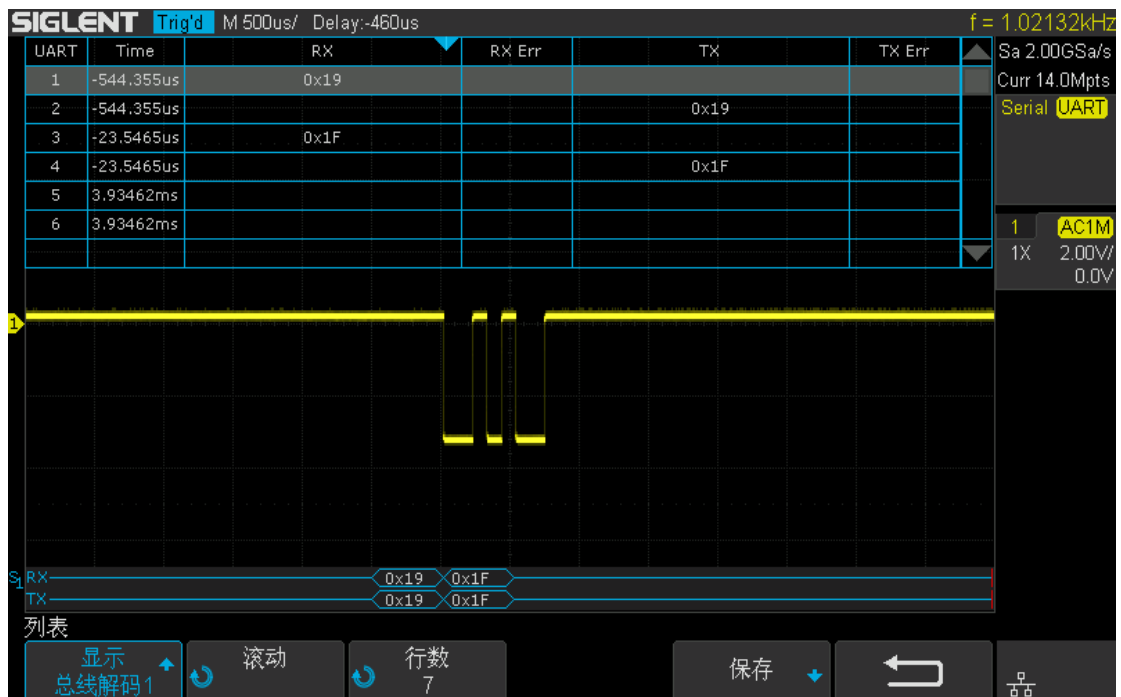 SIGLENT Trig'd M 500us/ Delay:-460us f = 1.02132kHz
Sa 2.00GSa/s
Curr 14.0Mpts
Serial UART
UART Time RX RX Err TX TX Err
1 -544.355us 0x19
2 -544.355us 0x19
3 -23.5465us 0x1F
4 -23.5465us 0x1F
5 3.93462ms
6 3.93462ms
1 AC1M
1X 2.00V/
0.0V
1
S1 RX 0x19 0x1F
TX 0x19 0x1F
列表
显示 滚动 行数 保存
总线解码1 7